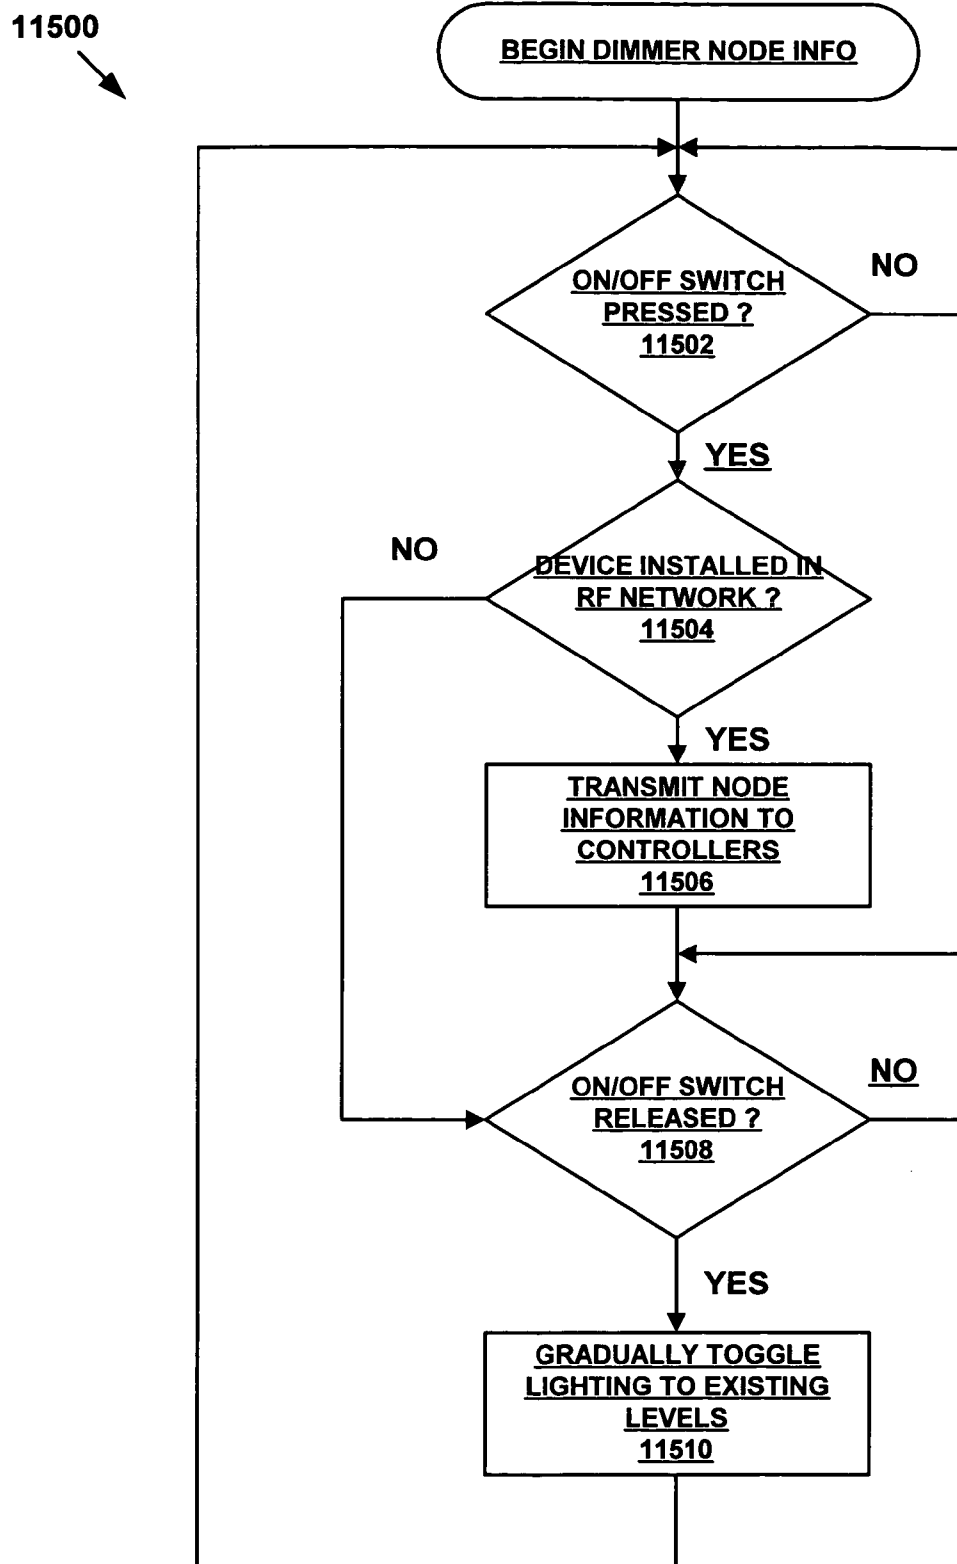 11500
BEGIN DIMMER NODE INFO
NO
ON/OFF SWITCH
PRESSED ?
11502
YES
NO
DEVICE INSTALLED IN
RF NETWORK ?
11504
YES
TRANSMIT NODE
INFORMATION TO
CONTROLLERS
11506
NO
ON/OFF SWITCH
RELEASED ?
11508
YES
GRADUALLY TOGGLE
LIGHTING TO EXISTING
LEVELS
11510